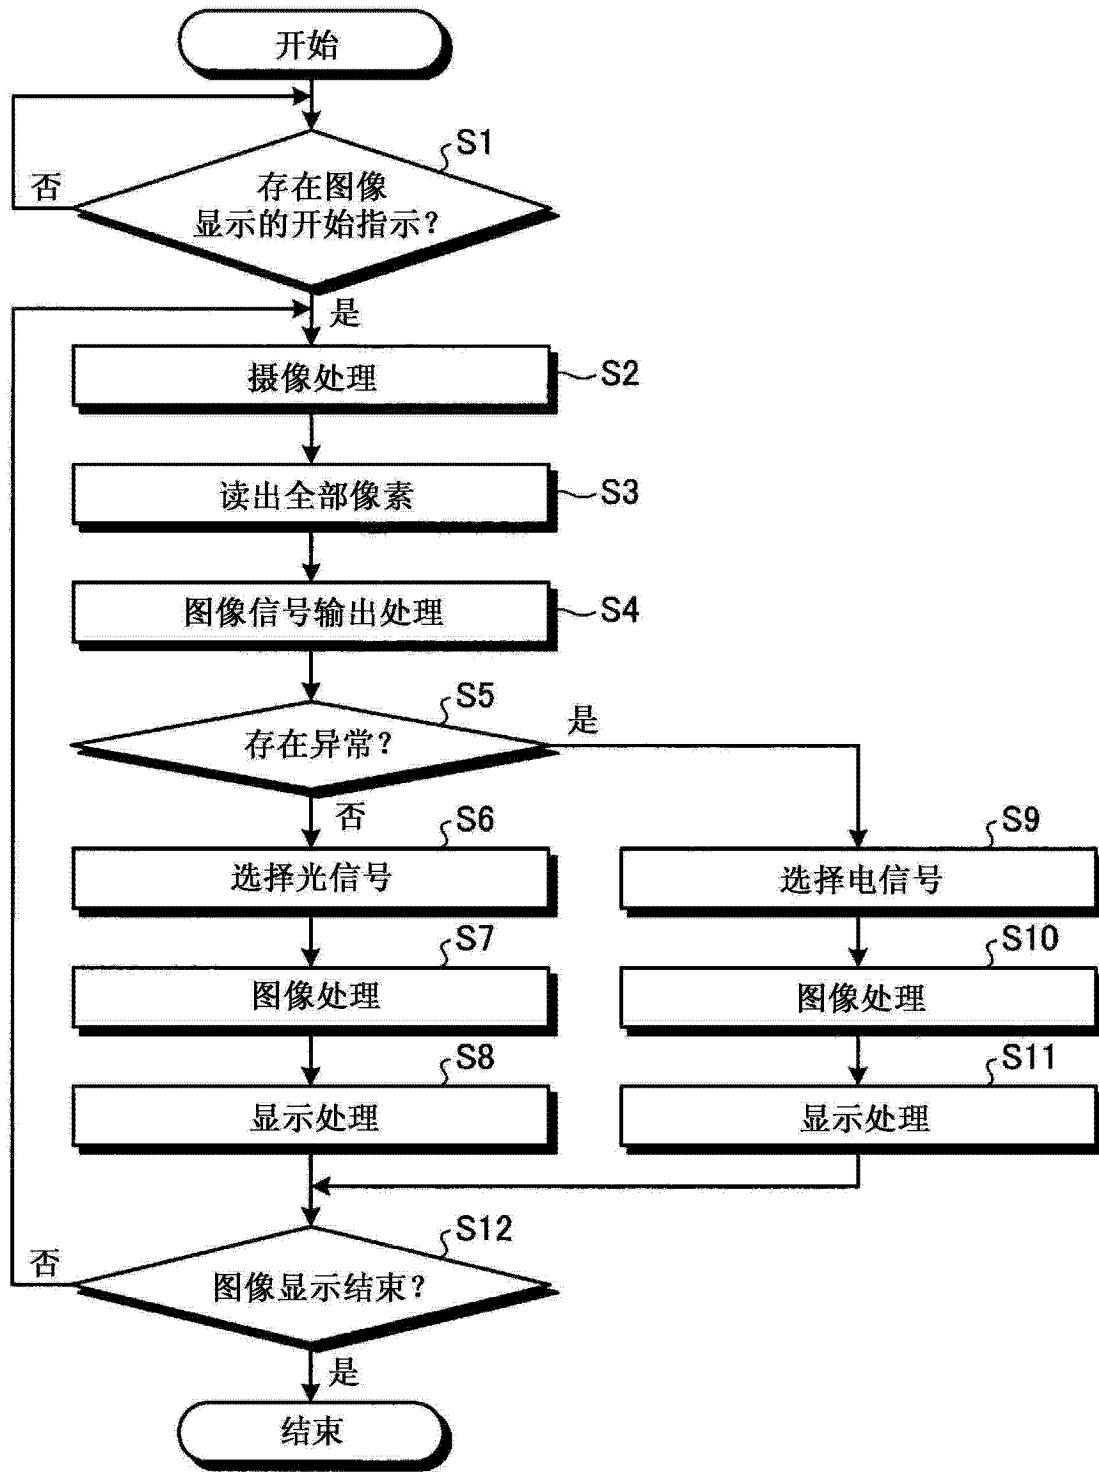 开始
S1
存在图像
显示的开始指示?
否
是
摄像处理
S2
读出全部像素
S3
图像信号输出处理
S4
S5
存在异常?
是
否
S6
选择光信号
S9
选择电信号
S7
图像处理
S10
图像处理
S8
显示处理
S11
显示处理
S12
图像显示结束?
否
是
结束